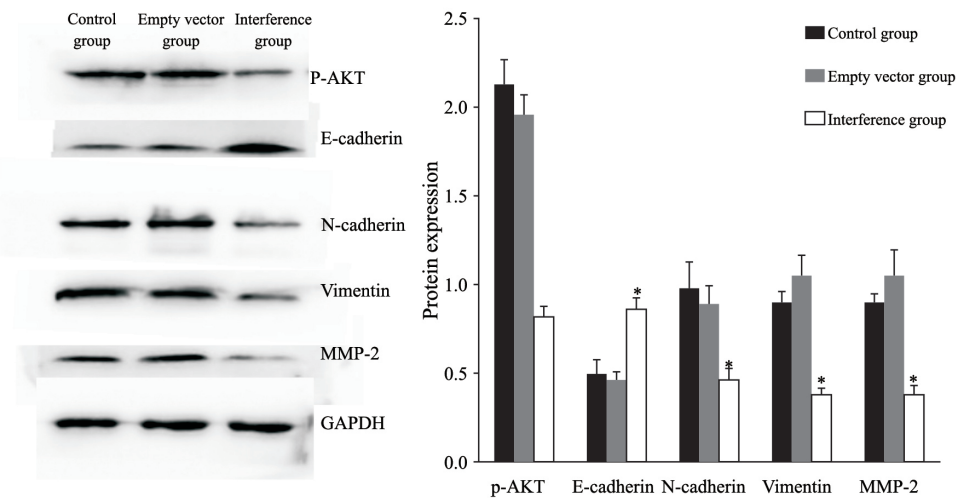 Control group
Empty vector group
Interference group
P-AKT
E-cadherin
N-cadherin
Vimentin
MMP-2
GAPDH
Protein expression
2.5
2.0
1.5
1.0
0.5
0.0
*
*
*
*
p-AKT E-cadherin N-cadherin Vimentin MMP-2
Control group
Empty vector group
Interference group